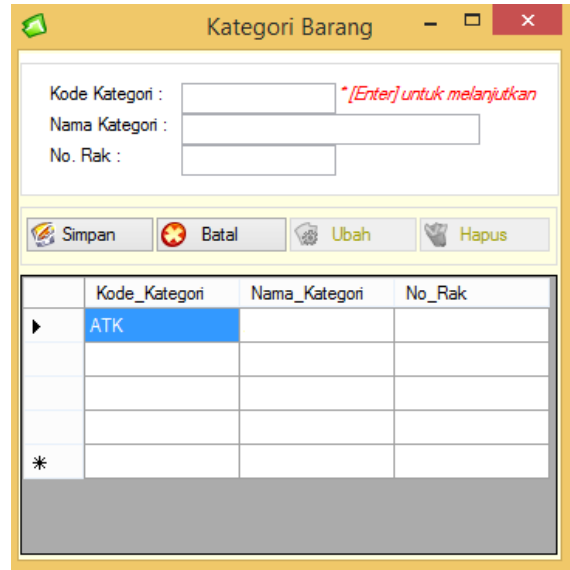 Kategori Barang
Kode Kategori : * [Enter] untuk melanjutkan
Nama Kategori :
No. Rak :
Simpan Batal Ubah Hapus
Kode_Kategori Nama_Kategori No_Rak
ATK